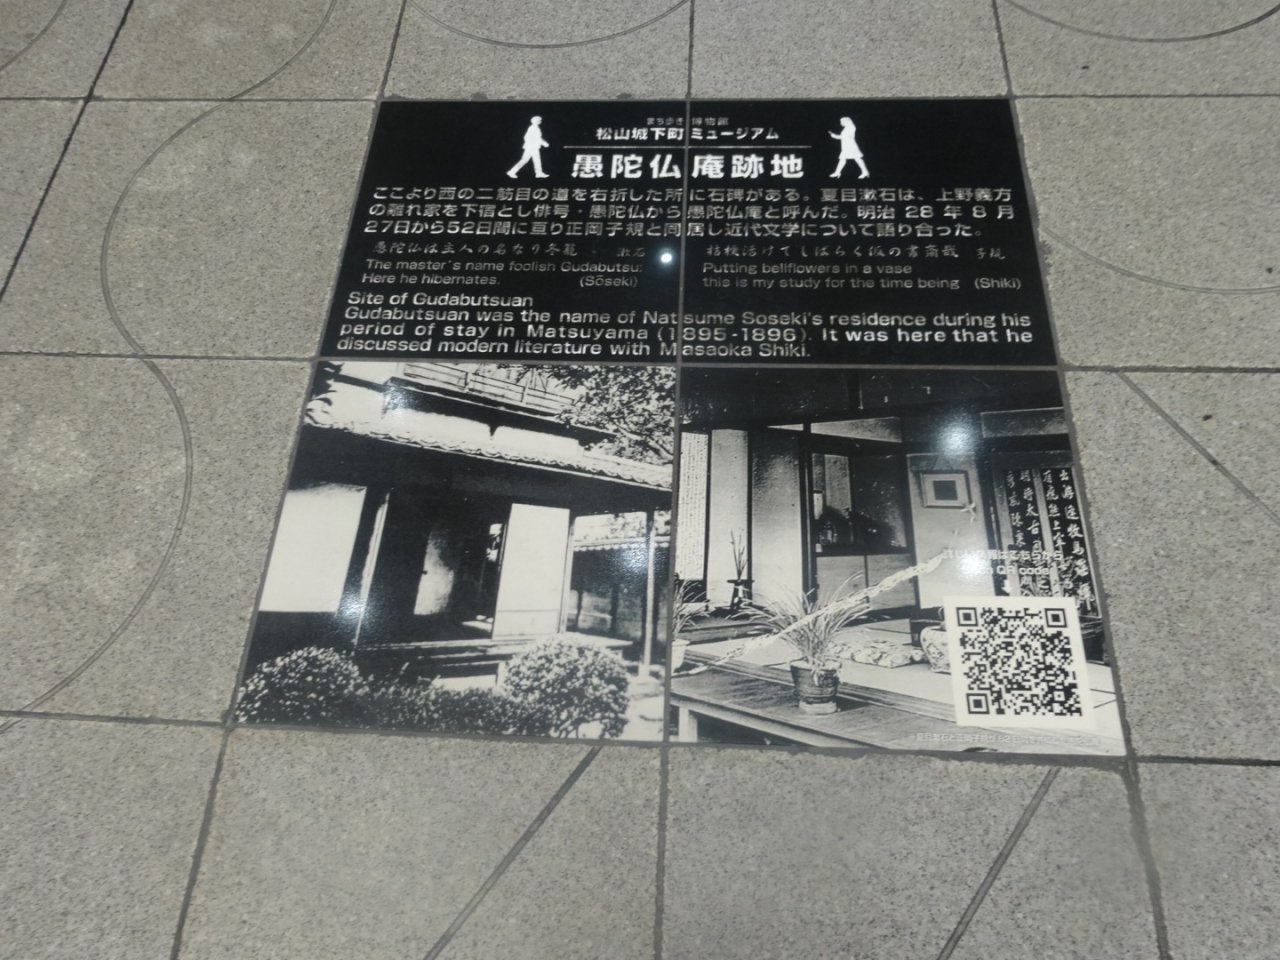 まち歩き 博物館
松山城下町 ミュージアム
愚陀仏庵跡地
ここより西の二筋目の道を右折した所に石碑がある。夏目漱石は、上野義方
の離れ家を下宿とし俳号・愚陀仏から愚陀仏庵と呼んだ。明治 28 年 8 月
27日から52日間に亘り正岡子規と同居し近代文学について語り合った。
愚陀仏は主人の名なり冬籠 漱石
The master's name foolish Gudabutsu:
Here he hibernates. (Sōseki)
桔梗活けてしばらく仮の書斎哉 子規
Putting bellflowers in a vase
this is my study for the time being (Shiki)
Site of Gudabutsuan
Gudabutsuan was the name of Natsume Soseki's residence during his
period of stay in Matsuyama (1895-1896). It was here that he
discussed modern literature with Masaoka Shiki.
QR code